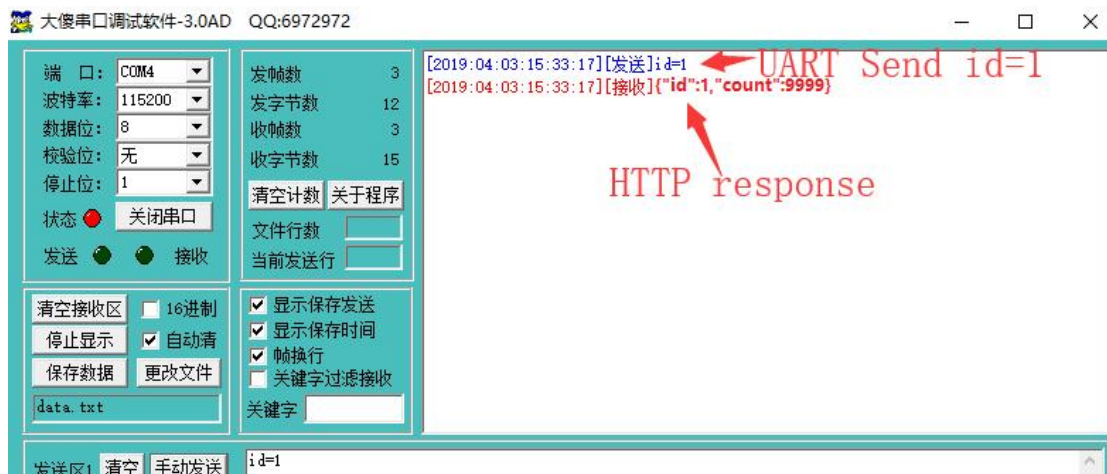 大傻串口调试软件-3.0AD QQ:6972972
端 口: COM4
波特率: 115200
数据位: 8
校验位: 无
停止位: 1
状态 关闭串口
发送 接收
发帧数 3
发字节数 12
收帧数 3
收字节数 15
清空计数 关于程序
文件行数
当前发送行
清空接收区 16进制
停止显示 自动清
保存数据 更改文件
data.txt
显示保存发送
显示保存时间
帧换行
关键字过滤接收
关键字
[2019:04:03:15:33:17][发送]id=1
[2019:04:03:15:33:17][接收]{"id":1,"count":9999}
UART Send id=1
HTTP response
发送区1 清空 手动发送 id=1